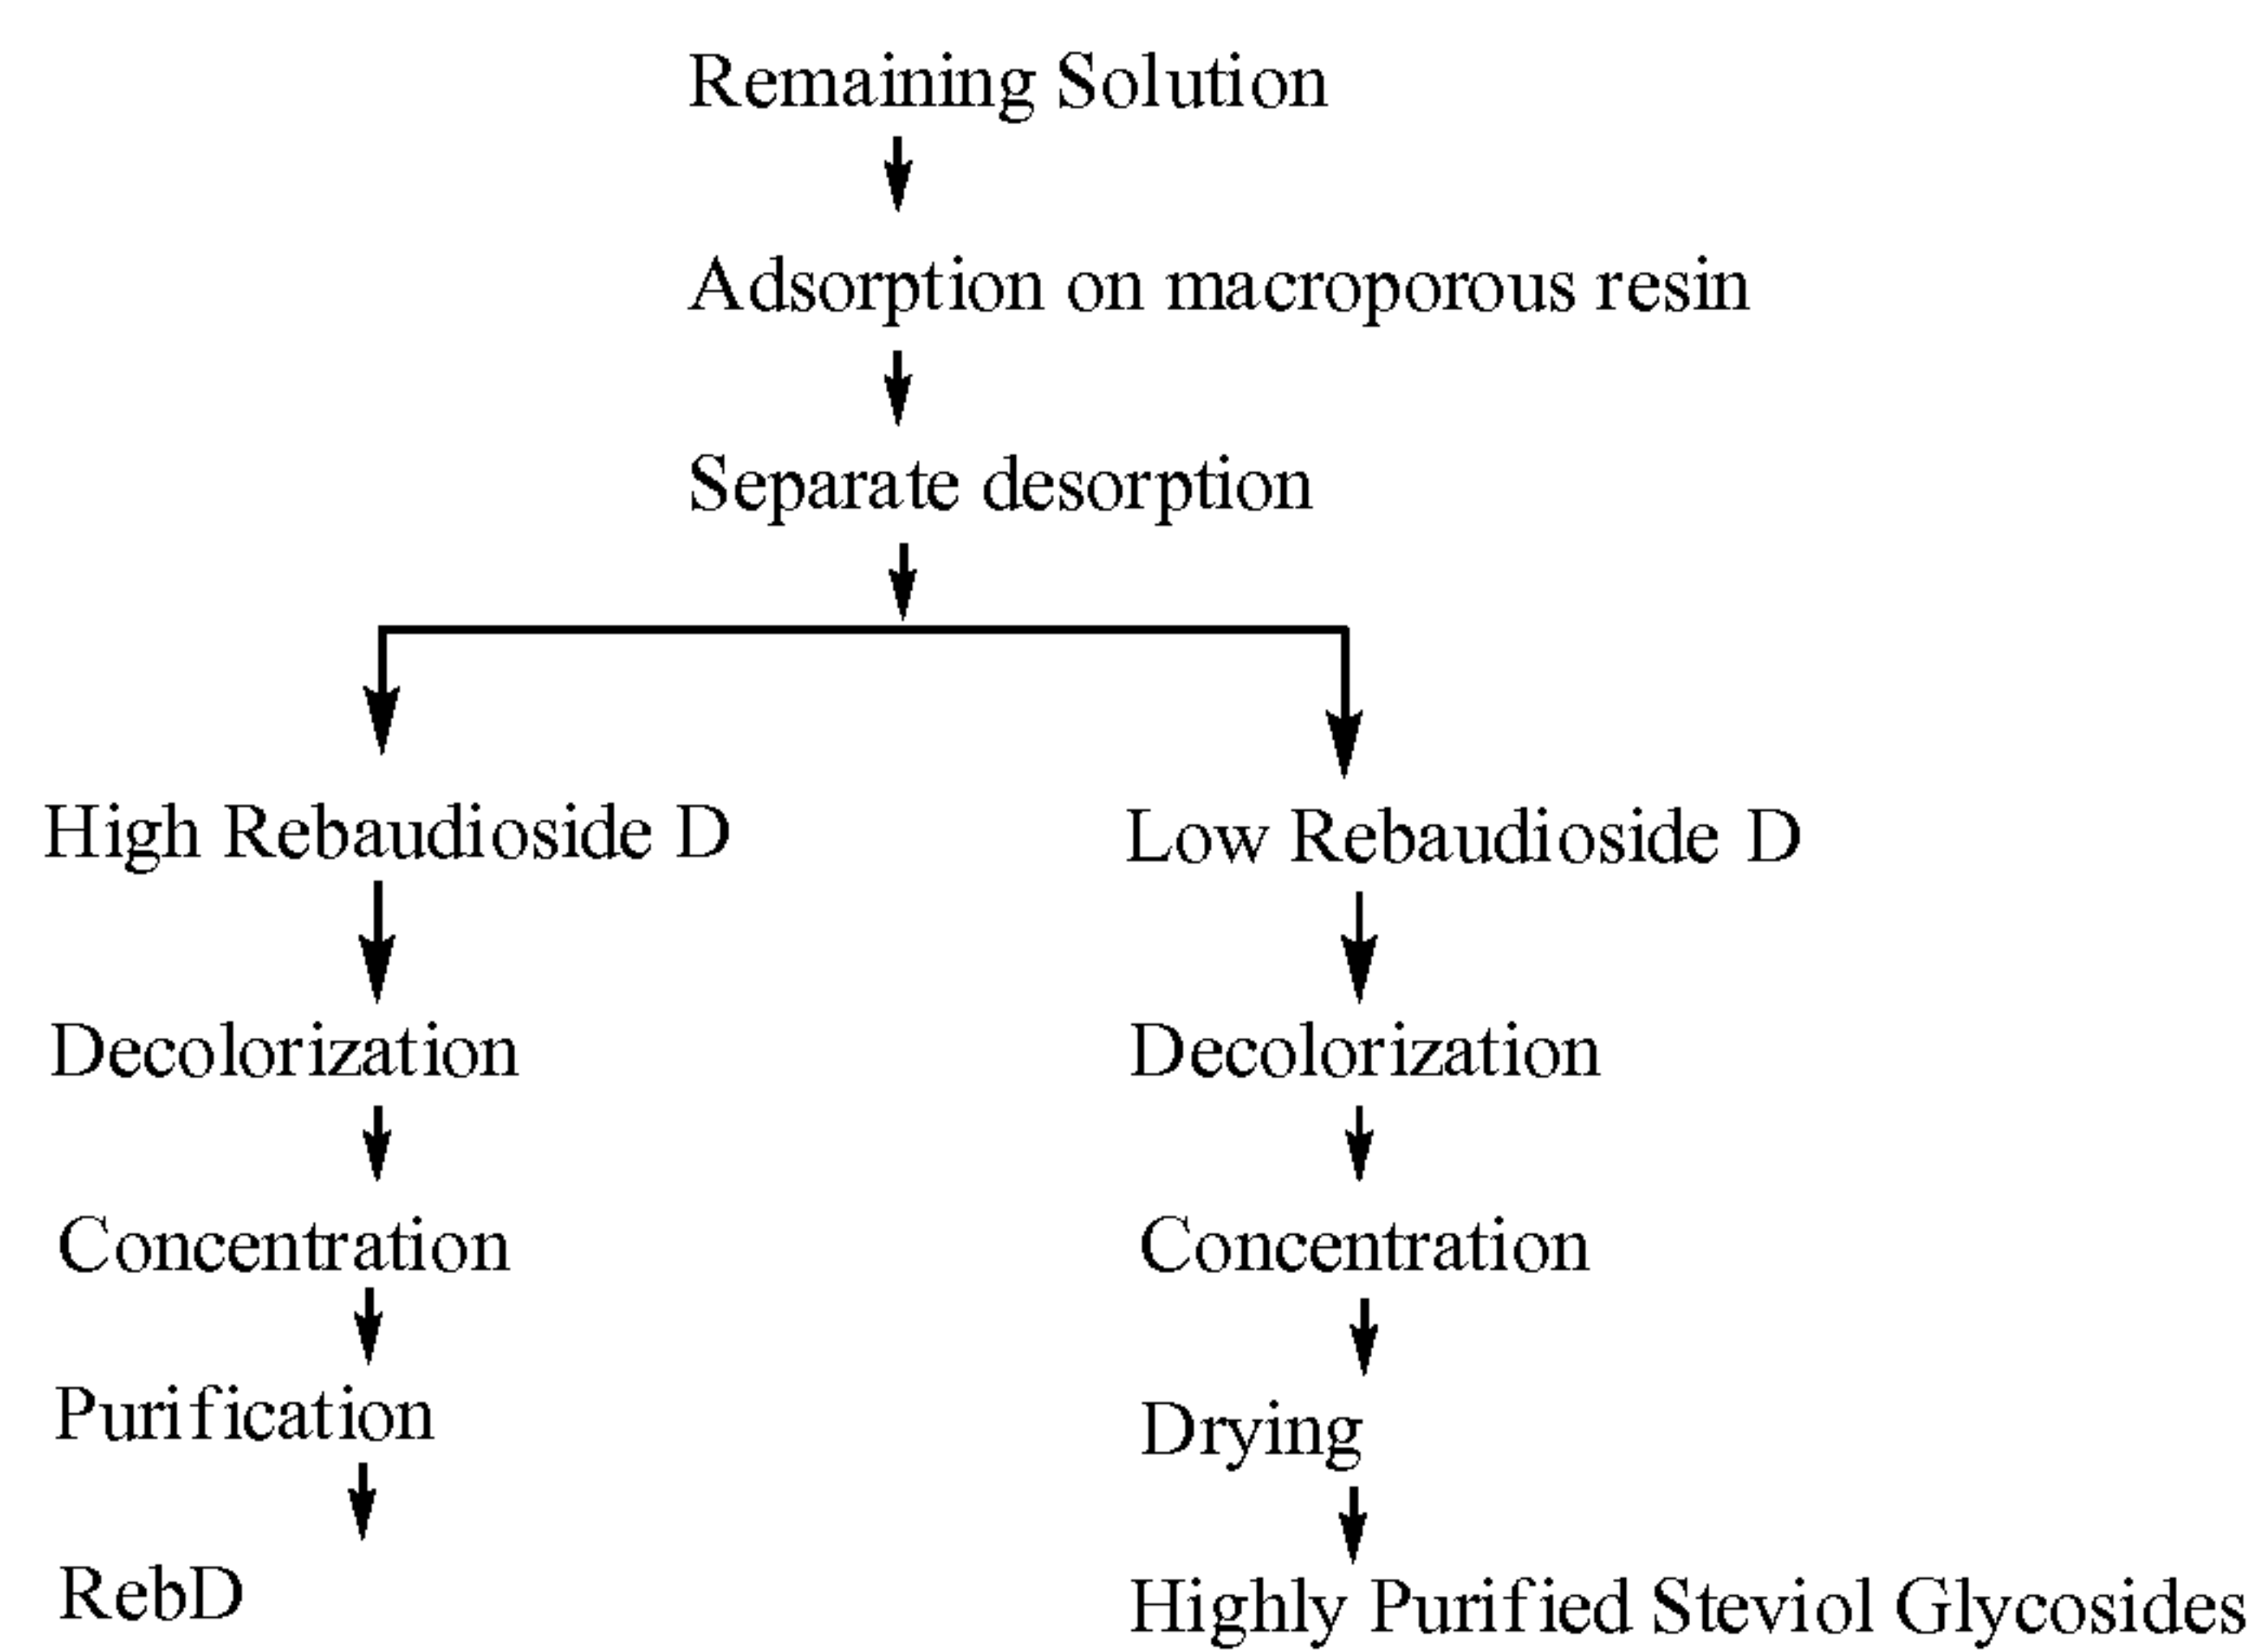 Remaining Solution
Adsorption on macroporous resin
Separate desorption
High Rebaudioside D
Low Rebaudioside D
Decolorization
Decolorization
Concentration
Concentration
Purification
Drying
RebD
Highly Purified Steviol Glycosides